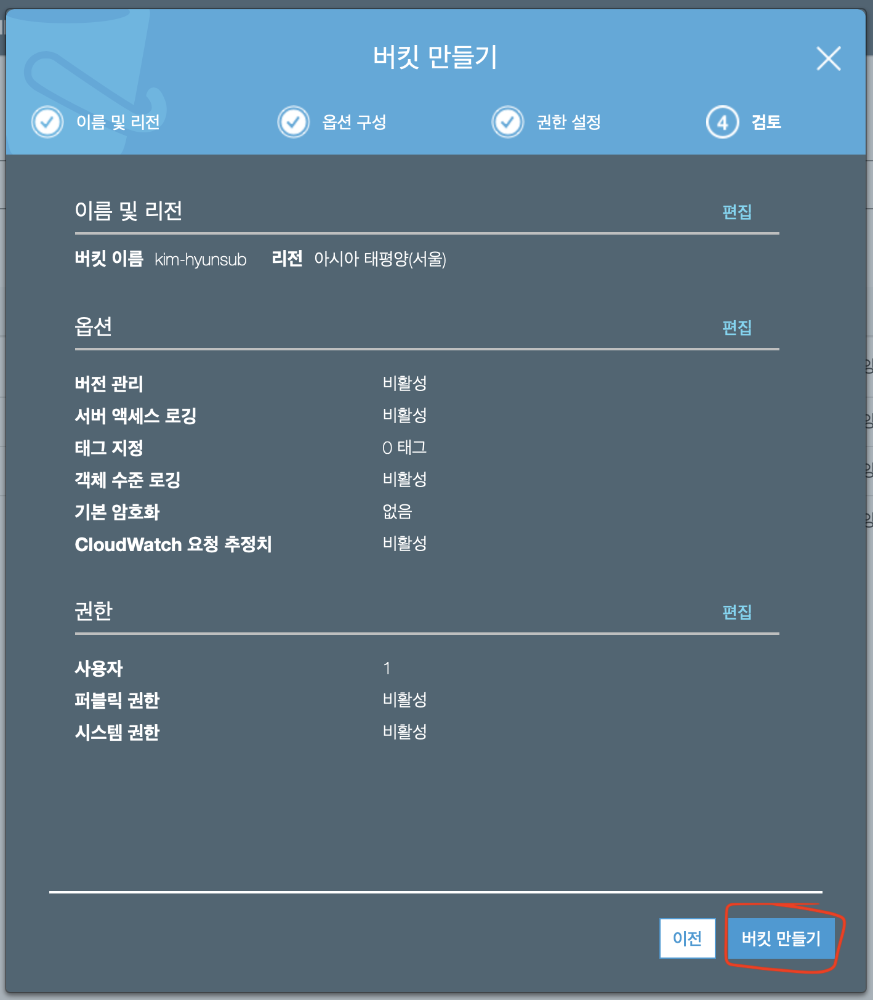 버킷 만들기
이름 및 리전 옵션 구성 권한 설정 4 검토
이름 및 리전 편집
버킷 이름 kim-hyunsub 리전 아시아 태평양(서울)
옵션 편집
버전 관리 비활성
서버 액세스 로깅 비활성
태그 지정 0 태그
객체 수준 로깅 비활성
기본 암호화 없음
CloudWatch 요청 추정치 비활성
권한 편집
사용자 1
퍼블릭 권한 비활성
시스템 권한 비활성
이전 버킷 만들기